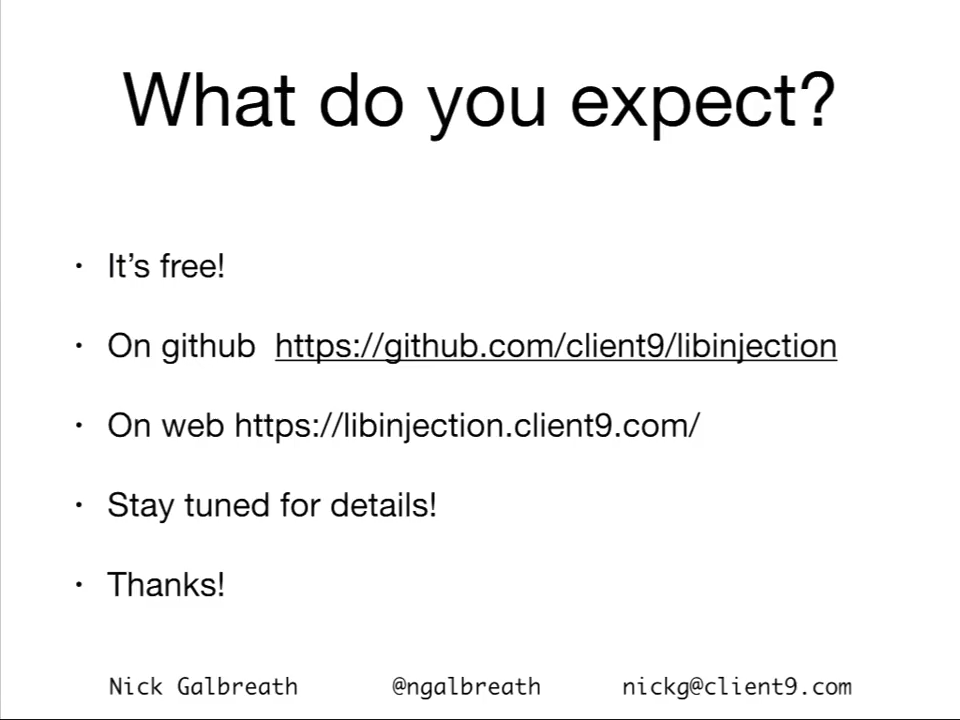 What do you expect?
• It’s free!
• On github https://github.com/client9/libinjection
• On web https://libinjection.client9.com/
• Stay tuned for details!
• Thanks!
Nick Galbreath @ngalbreath nickg@client9.com